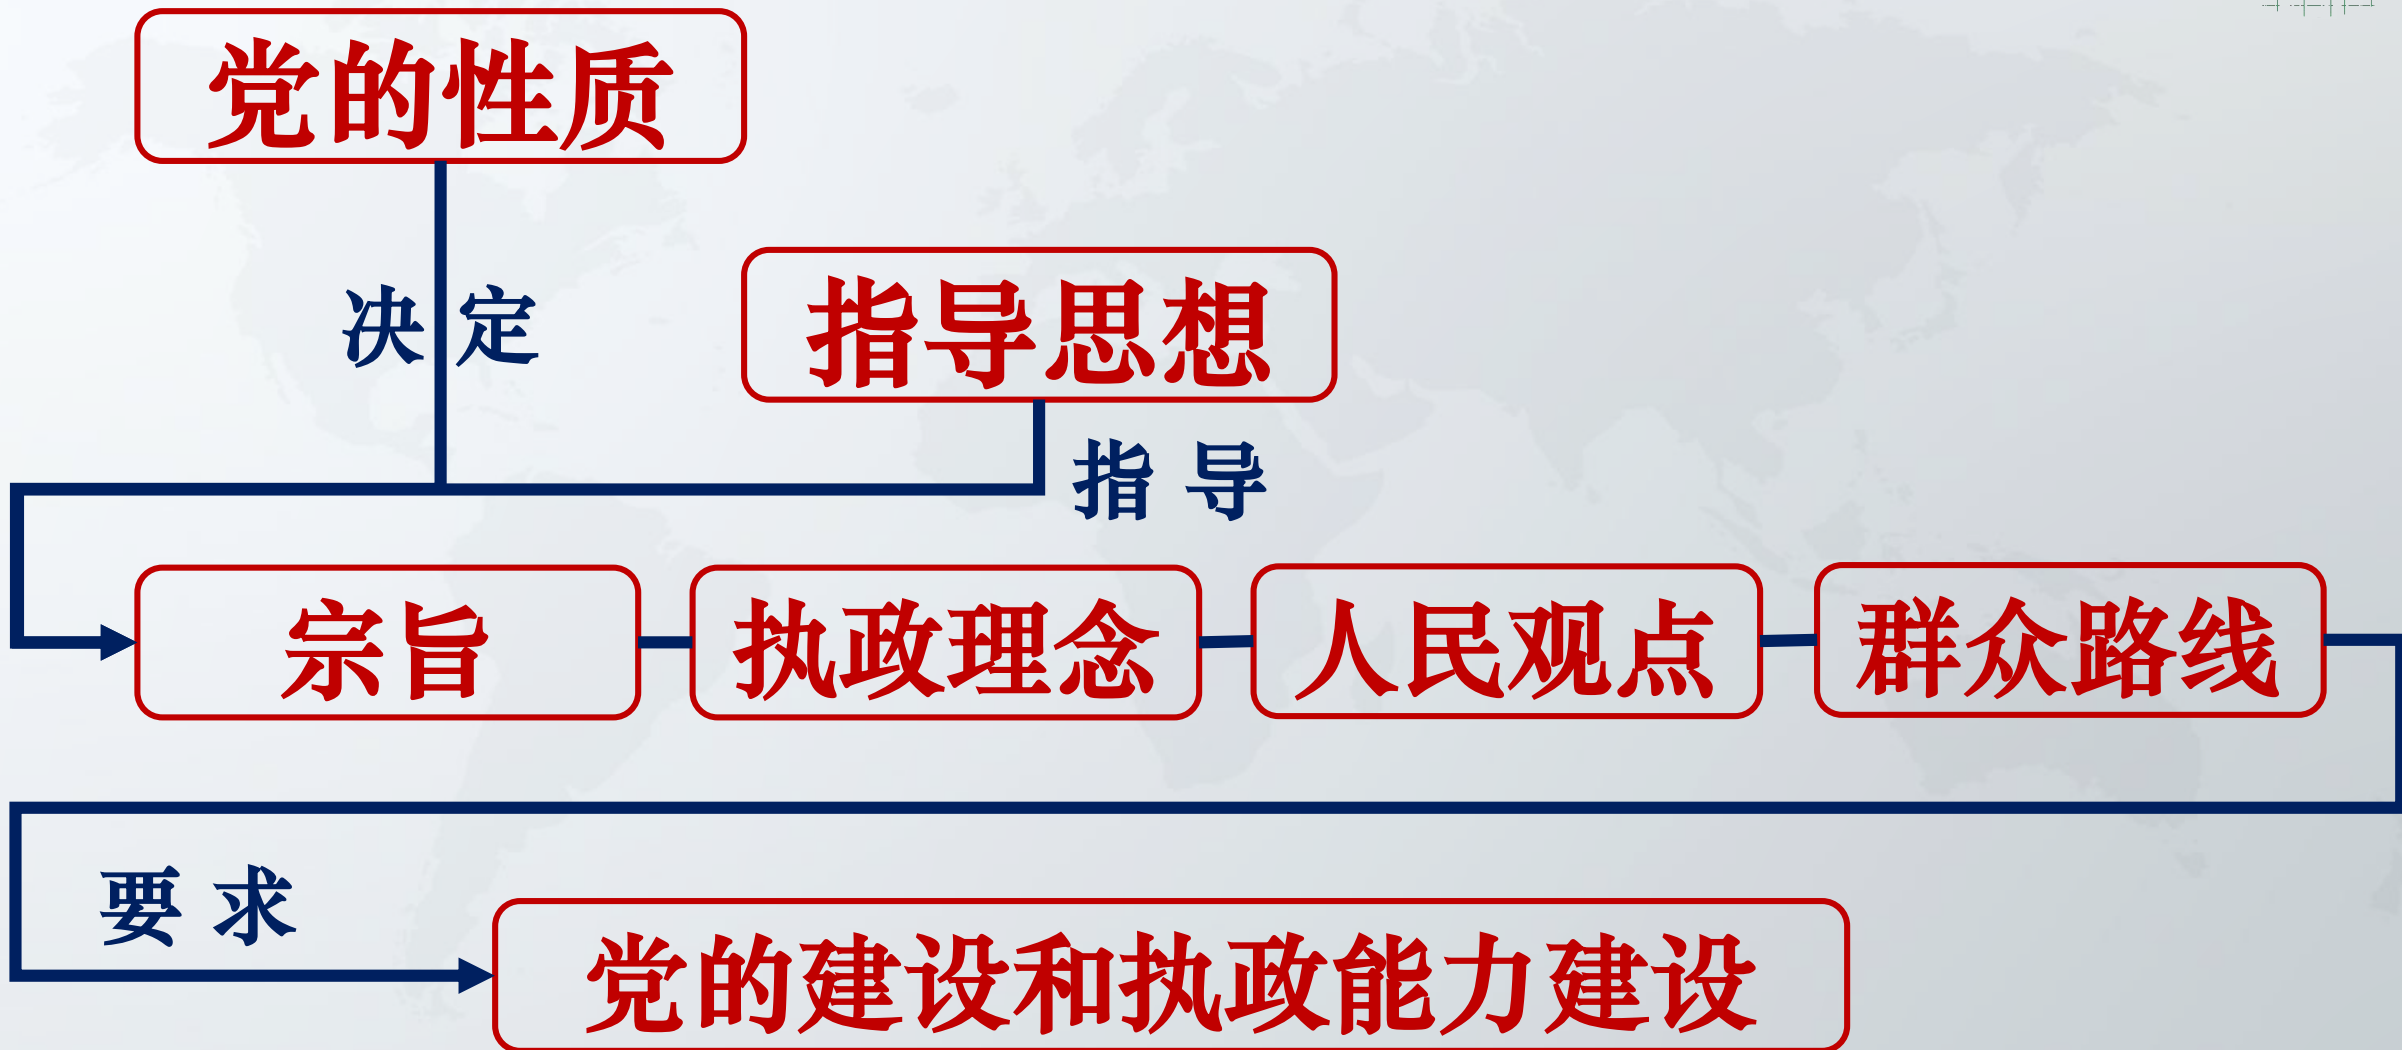 党的性质
决 定
指导思想
指 导
宗旨
执政理念
人民观点
群众路线
要 求
党的建设和执政能力建设